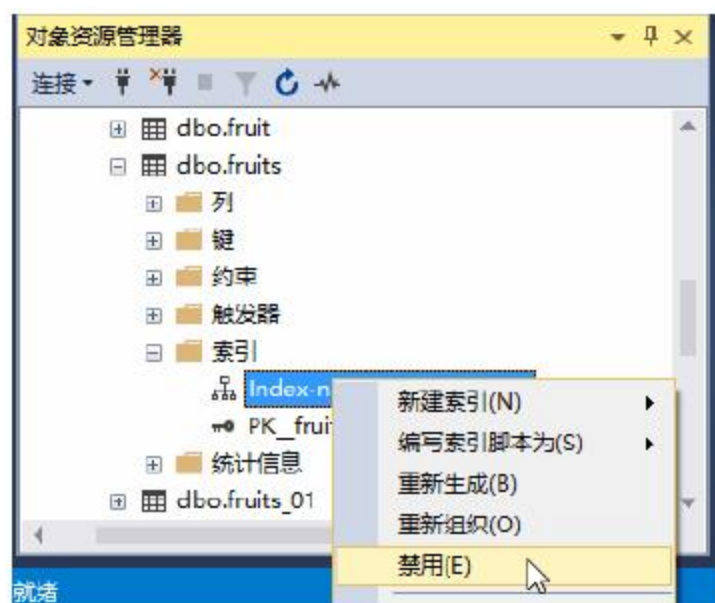 对象资源管理器
连接
dbo.fruit
dbo.fruits
列
键
约束
触发器
索引
Index-n
新建索引(N)
PK_frui
编写索引脚本为(S)
统计信息
重新生成(B)
dbo.fruits_01
重新组织(O)
禁用(E)
就绪